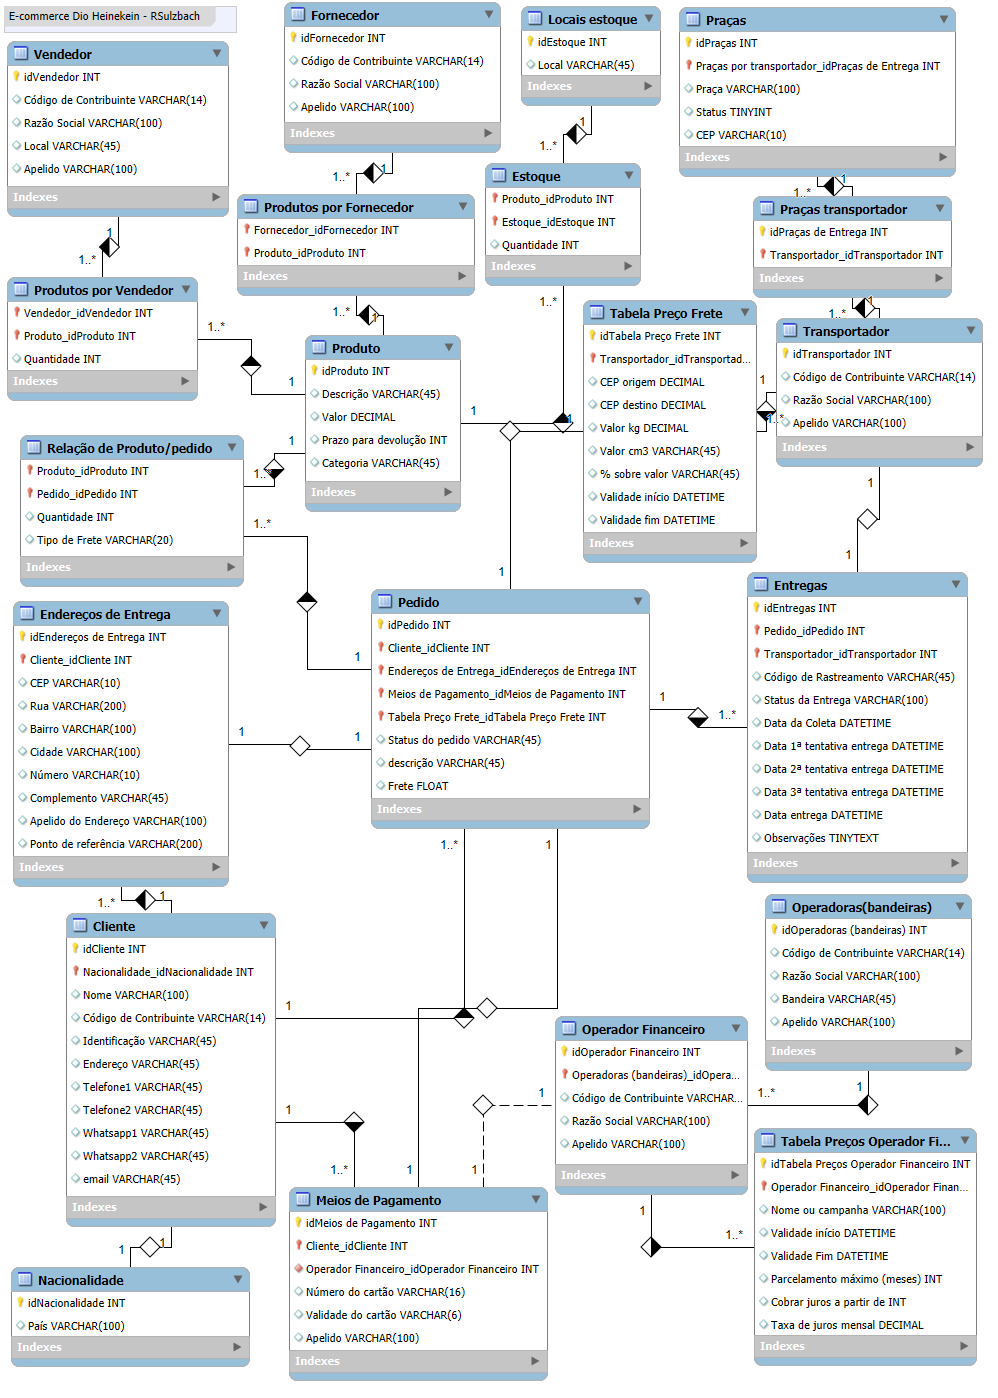 E-commerce Dio Heinekein - RSulzbach
Vendedor
idVendedor INT
Código de Contribuinte VARCHAR(14)
Razão Social VARCHAR(100)
Local VARCHAR(45)
Apelido VARCHAR(100)
Indexes
1
1..*
Fornecedor
idFornecedor INT
Código de Contribuinte VARCHAR(14)
Razão Social VARCHAR(100)
Apelido VARCHAR(100)
Indexes
1
1..*
Locais estoque
idEstoque INT
Local VARCHAR(45)
Indexes
1
1..*
Praças
idPraças INT
Praças por transportador_idPraças de Entrega INT
Praça VARCHAR(100)
Status TINYINT
CEP VARCHAR(10)
Indexes
1
1..*
Produtos por Vendedor
Vendedor_idVendedor INT
Produto_idProduto INT
Quantidade INT
Indexes
1..*
1
Produtos por Fornecedor
Fornecedor_idFornecedor INT
Produto_idProduto INT
Indexes
1..*
1
Estoque
Produto_idProduto INT
Estoque_idEstoque INT
Quantidade INT
Indexes
1..*
1
Praças transportador
idPraças de Entrega INT
Transportador_idTransportador INT
Indexes
1
1..*
Produto
idProduto INT
Descrição VARCHAR(45)
Valor DECIMAL
Prazo para devolução INT
Categoria VARCHAR(45)
Indexes
1
1..*
Tabela Preço Frete
idTabela Preço Frete INT
Transportador_idTransportad...
CEP origem DECIMAL
CEP destino DECIMAL
Valor kg DECIMAL
Valor cm3 VARCHAR(45)
% sobre valor VARCHAR(45)
Validade início DATETIME
Validade fim DATETIME
Indexes
1
1..*
1
Transportador
idTransportador INT
Código de Contribuinte VARCHAR(14)
Razão Social VARCHAR(100)
Apelido VARCHAR(100)
Indexes
1
1
Relação de Produto/pedido
Produto_idProduto INT
Pedido_idPedido INT
Quantidade INT
Tipo de Frete VARCHAR(20)
Indexes
1..*
1
Endereços de Entrega
idEndereços de Entrega INT
Cliente_idCliente INT
CEP VARCHAR(10)
Rua VARCHAR(200)
Bairro VARCHAR(100)
Cidade VARCHAR(100)
Número VARCHAR(10)
Complemento VARCHAR(45)
Apelido do Endereço VARCHAR(100)
Ponto de referência VARCHAR(200)
Indexes
1
1
1..*
1
Pedido
idPedido INT
Cliente_idCliente INT
Endereços de Entrega_idEndereços de Entrega INT
Meios de Pagamento_idMeios de Pagamento INT
Tabela Preço Frete_idTabela Preço Frete INT
Status do pedido VARCHAR(45)
descrição VARCHAR(45)
Frete FLOAT
Indexes
1
1..*
1..*
1
Entregas
idEntregas INT
Pedido_idPedido INT
Transportador_idTransportador INT
Código de Rastreamento VARCHAR(45)
Status da Entrega VARCHAR(100)
Data da Coleta DATETIME
Data 1ª tentativa entrega DATETIME
Data 2ª tentativa entrega DATETIME
Data 3ª tentativa entrega DATETIME
Data entrega DATETIME
Observações TINYTEXT
Indexes
Cliente
idCliente INT
Nacionalidade_idNacionalidade INT
Nome VARCHAR(100)
Código de Contribuinte VARCHAR(14)
Identificação VARCHAR(45)
Endereço VARCHAR(45)
Telefone1 VARCHAR(45)
Telefone2 VARCHAR(45)
Whatsapp1 VARCHAR(45)
Whatsapp2 VARCHAR(45)
email VARCHAR(45)
Indexes
1
1
1..*
1
1
1
Operadoras(bandeiras)
idOperadoras (bandeiras) INT
Código de Contribuinte VARCHAR(14)
Razão Social VARCHAR(100)
Bandeira VARCHAR(45)
Apelido VARCHAR(100)
Indexes
1
1..*
Operador Financeiro
idOperador Financeiro INT
Operadoras (bandeiras)_idOpera...
Código de Contribuinte VARCHAR...
Razão Social VARCHAR(100)
Apelido VARCHAR(100)
Indexes
1
1
1
1..*
Nacionalidade
idNacionalidade INT
País VARCHAR(100)
Indexes
Meios de Pagamento
idMeios de Pagamento INT
Cliente_idCliente INT
Operador Financeiro_idOperador Financeiro INT
Número do cartão VARCHAR(16)
Validade do cartão VARCHAR(6)
Apelido VARCHAR(100)
Indexes
Tabela Preços Operador Fi...
idTabela Preços Operador Financeiro INT
Operador Financeiro_idOperador Finan...
Nome ou campanha VARCHAR(100)
Validade início DATETIME
Validade Fim DATETIME
Parcelamento máximo (meses) INT
Cobrar juros a partir de INT
Taxa de juros mensal DECIMAL
Indexes